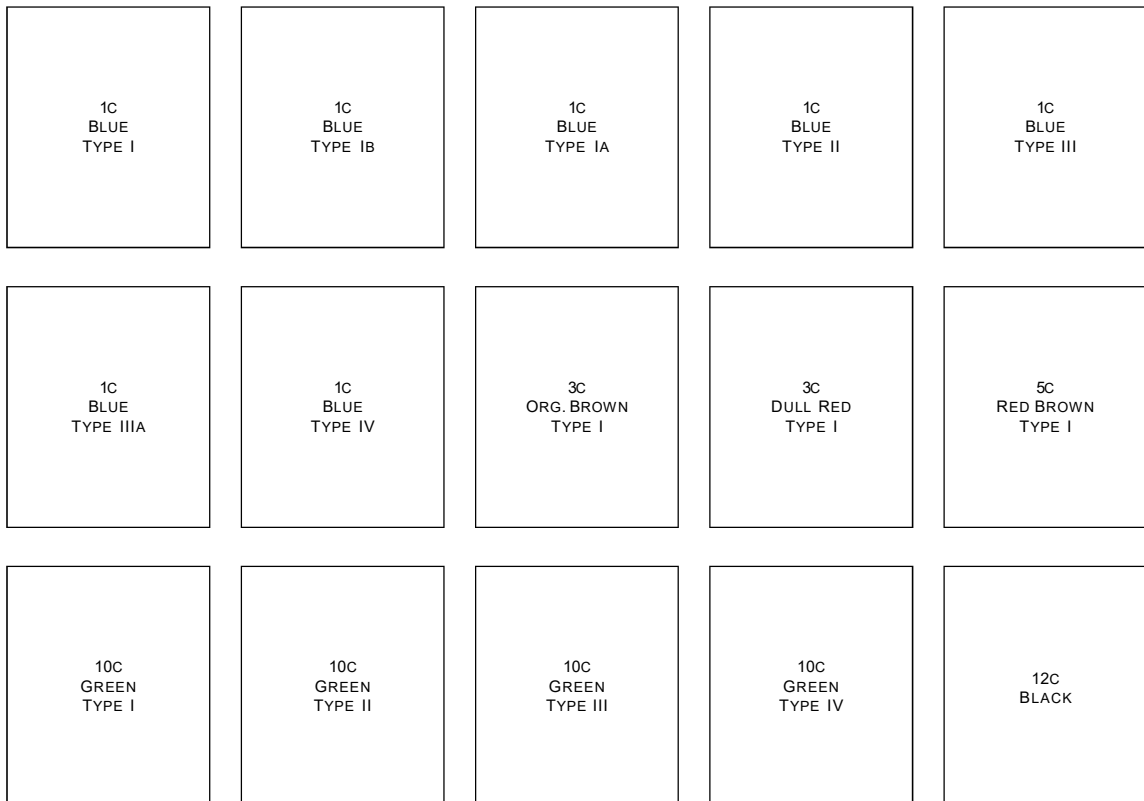 1C
BLUE
TYPE I
1C
BLUE
TYPE IB
1C
BLUE
TYPE IA
1C
BLUE
TYPE II
1C
BLUE
TYPE III
1C
BLUE
TYPE IIIA
1C
BLUE
TYPE IV
3C
ORG. BROWN
TYPE I
3C
DULL RED
TYPE I
5C
RED BROWN
TYPE I
10C
GREEN
TYPE I
10C
GREEN
TYPE II
10C
GREEN
TYPE III
10C
GREEN
TYPE IV
12C
BLACK